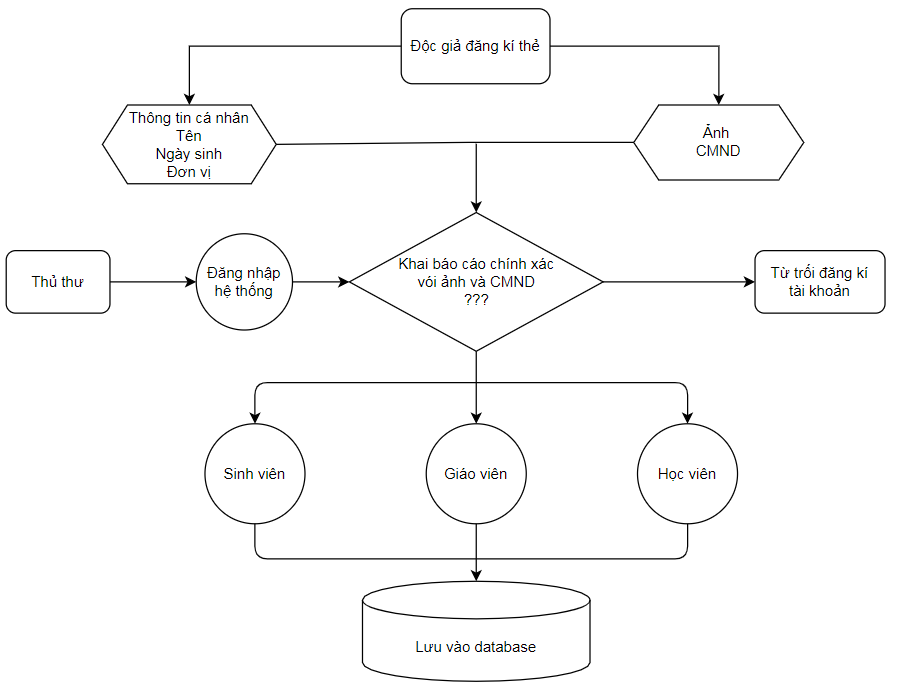 Độc giả đăng kí thẻ
Thông tin cá nhân
Tên
Ngày sinh
Đơn vị
Ảnh
CMND
Thủ thư
Đăng nhập
hệ thống
Khai báo cáo chính xác
vói ảnh và CMND
???
Từ trối đăng kí
tài khoản
Sinh viên
Giáo viên
Học viên
Lưu vào database